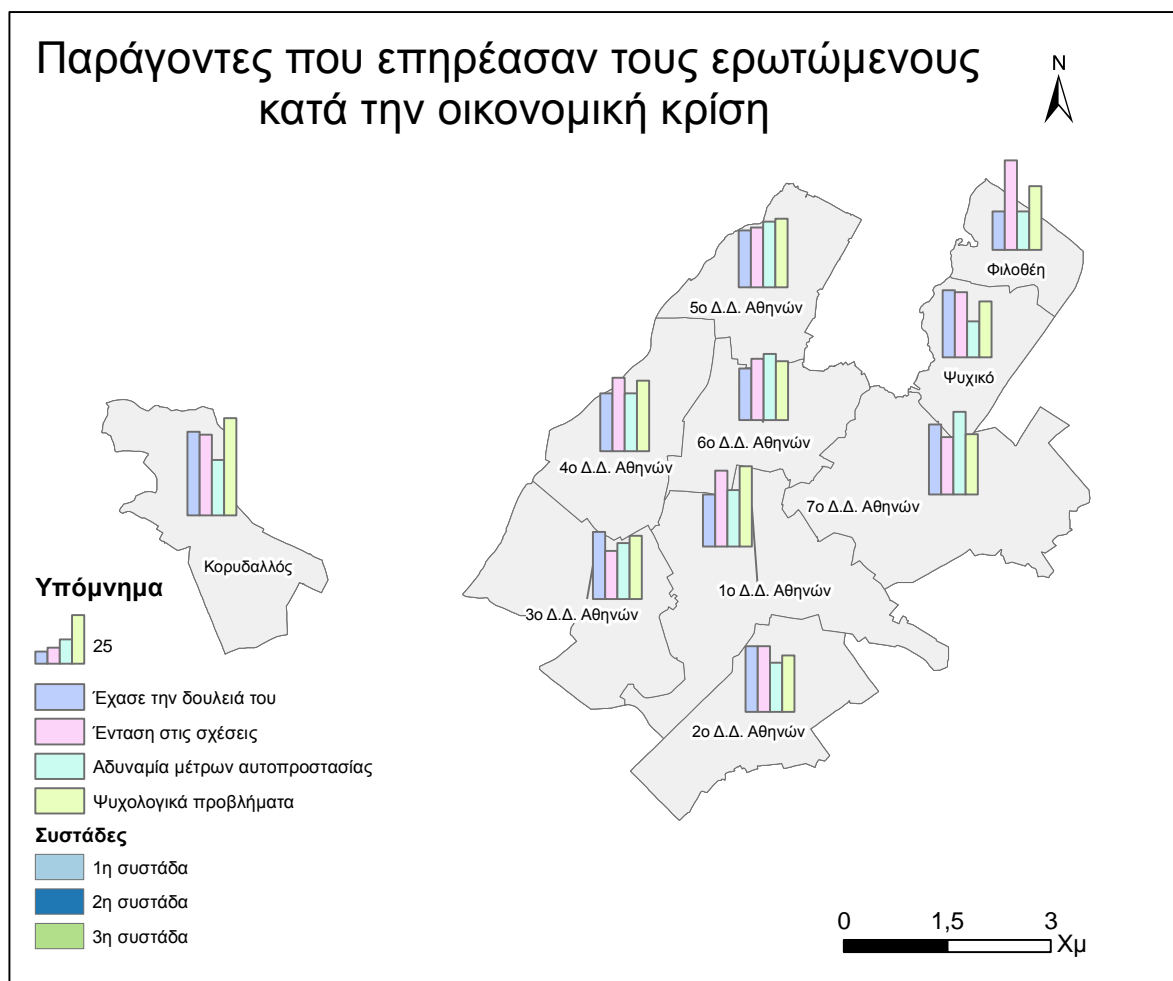 Παράγοντες που επηρέασαν τους ερωτώμενους
κατά την οικονομική κρίση
N
Φιλοθέη
5ο Δ.Δ. Αθηνών
Ψυχικό
6ο Δ.Δ. Αθηνών
4ο Δ.Δ. Αθηνών
7ο Δ.Δ. Αθηνών
Κορυδαλλός
1ο Δ.Δ. Αθηνών
3ο Δ.Δ. Αθηνών
2ο Δ.Δ. Αθηνών
Υπόμνημα
25
Έχασε την δουλειά του
Ένταση στις σχέσεις
Αδυναμία μέτρων αυτοπροστασίας
Ψυχολογικά προβλήματα
Συστάδες
1η συστάδα
2η συστάδα
3η συστάδα
0 1,5 3
Χμ